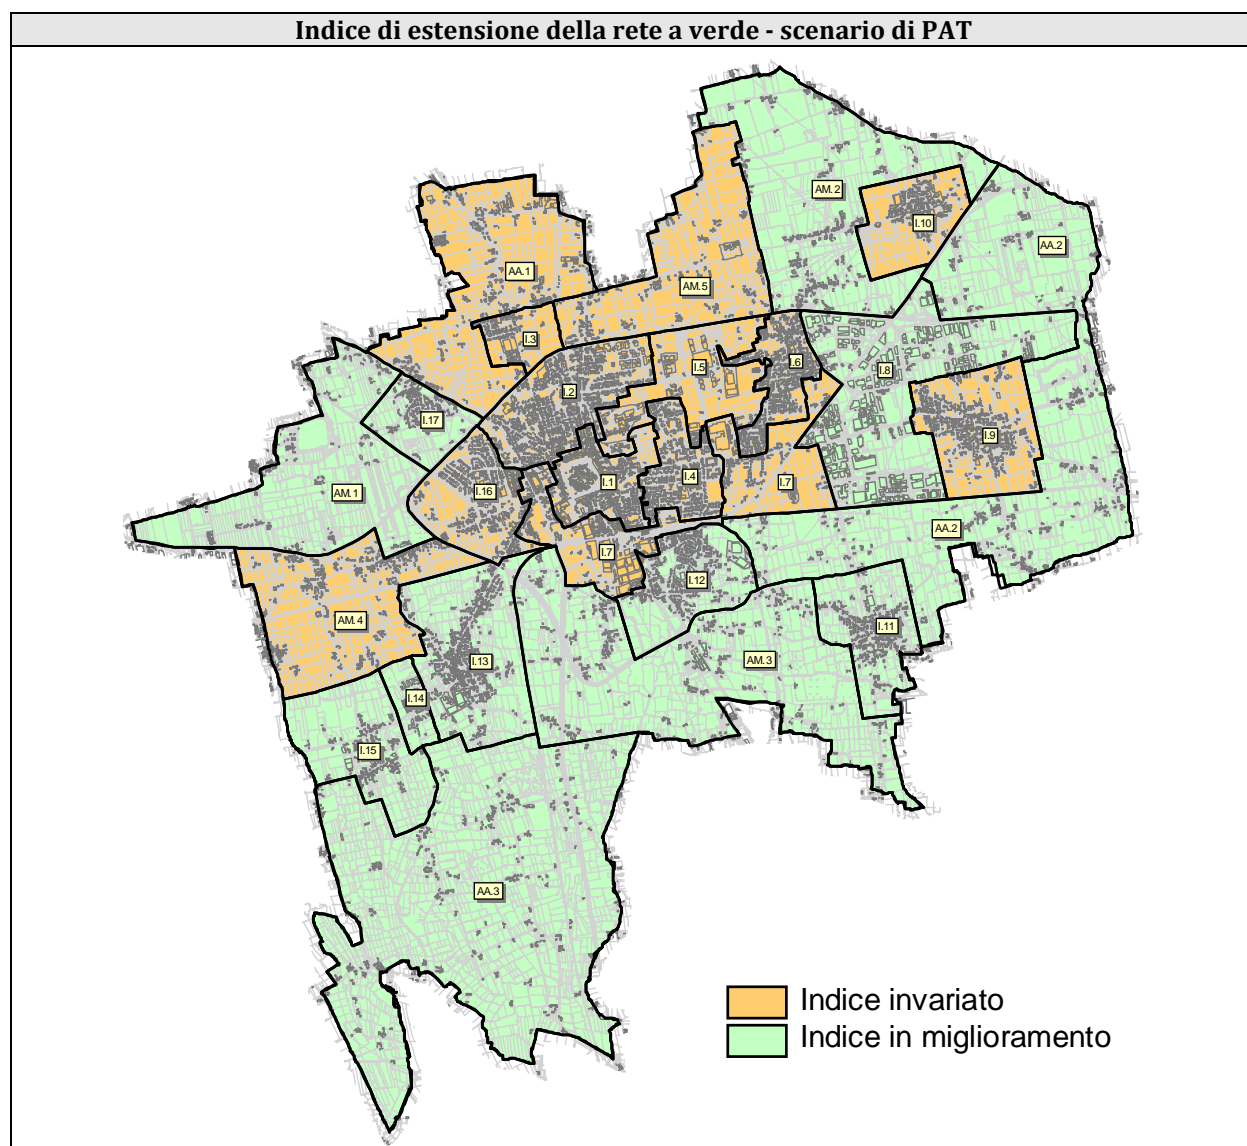 Indice di estensione della rete a verde - scenario di PAT
AM.2
I.10
AA.2
AA.1
AM.5
I.3
I.6
I.5
I.8
I.2
I.17
I.9
I.16
AM.1
I.1
I.4
I.7
AA.2
I.7
I.12
AM.4
I.11
I.13
AM.3
I.14
I.15
AA.3
Indice invariato
Indice in miglioramento